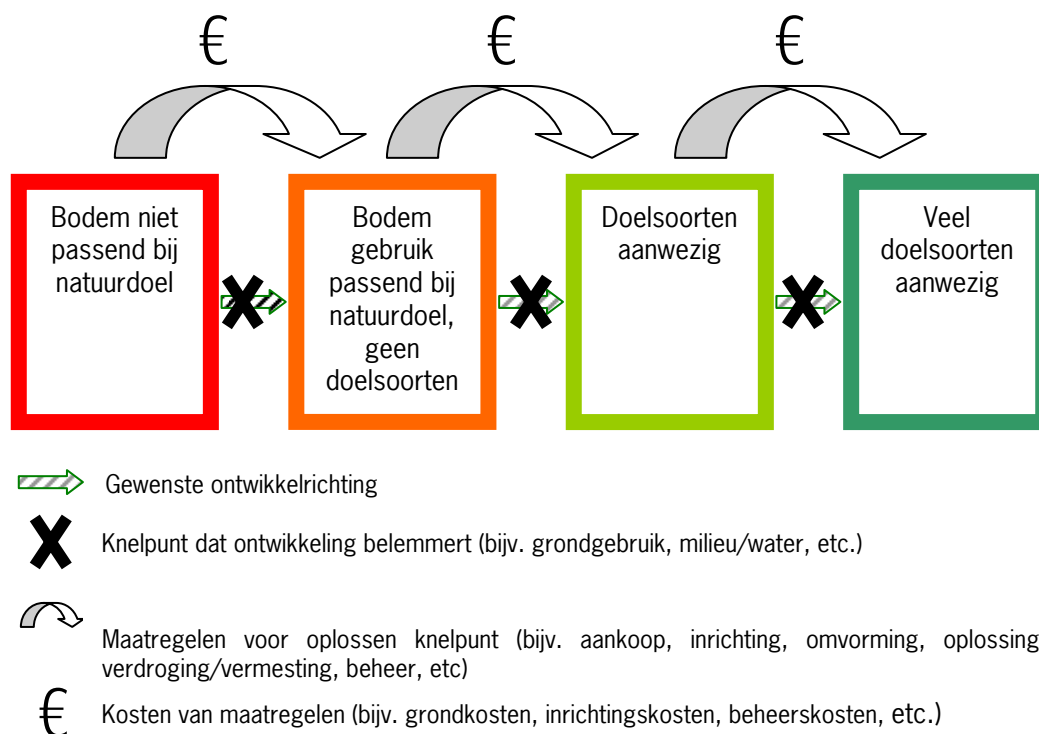 € € €
Bodem niet
passend bij
natuurdoel
Bodem
gebruik
passend bij
natuurdoel,
geen
doelsoorten
Doelsoorten
aanwezig
Veel
doelsoorten
aanwezig
Gewenste ontwikkelrichting
Knelpunt dat ontwikkeling belemmert (bijv. grondgebruik, milieu/water, etc.)
Maatregelen voor oplossen knelpunt (bijv. aankoop, inrichting, omvorming, oplossing
verdroging/vermesting, beheer, etc)
€ Kosten van maatregelen (bijv. grondkosten, inrichtingskosten, beheerskosten, etc.)